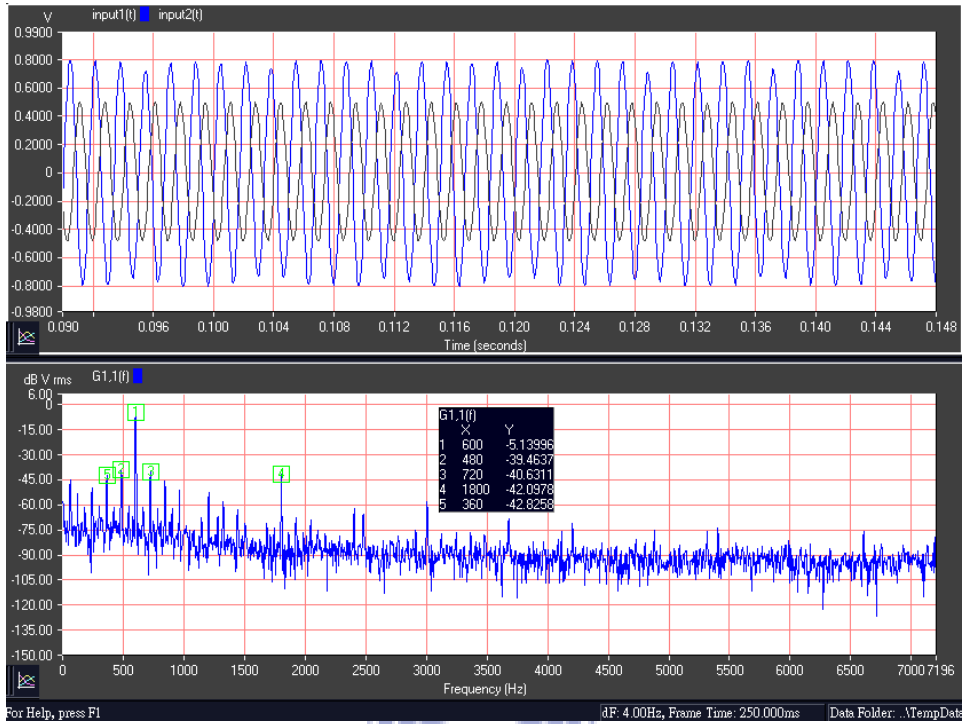 V input1(t) input2(t)
0.9900
0.8000
0.6000
0.4000
0.2000
0
-0.2000
-0.4000
-0.6000
-0.8000
-0.9800
0.090 0.096 0.100 0.104 0.108 0.112 0.116 0.120 0.124 0.128 0.132 0.136 0.140 0.144 0.148
Time (seconds)
dB V rms G1,1(f)
6.00
0
-15.00
-30.00
-45.00
-60.00
-75.00
-90.00
-105.00
-120.00
-135.00
-150.00
1
5 2 3 4
G1,1(f)
X Y
1 600 -5.13996
2 480 -39.4637
3 720 -40.6311
4 1800 -42.0978
5 360 -42.8258
0 500 1000 1500 2000 2500 3000 3500 4000 4500 5000 5500 6000 6500 7000 7196
Frequency (Hz)
For Help, press F1 dF: 4.00Hz, Frame Time: 250.000ms Data Folder: ..\TempData